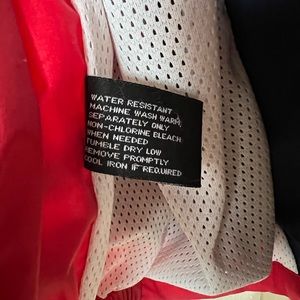 WATER RESISTANT
MACHINE WASH WARM
SEPARATELY ONLY
NON-CHLORINE BLEACH
WHEN NEEDED
TUMBLE DRY LOW
REMOVE PROMPTLY
COOL IRON IF REQUIRED